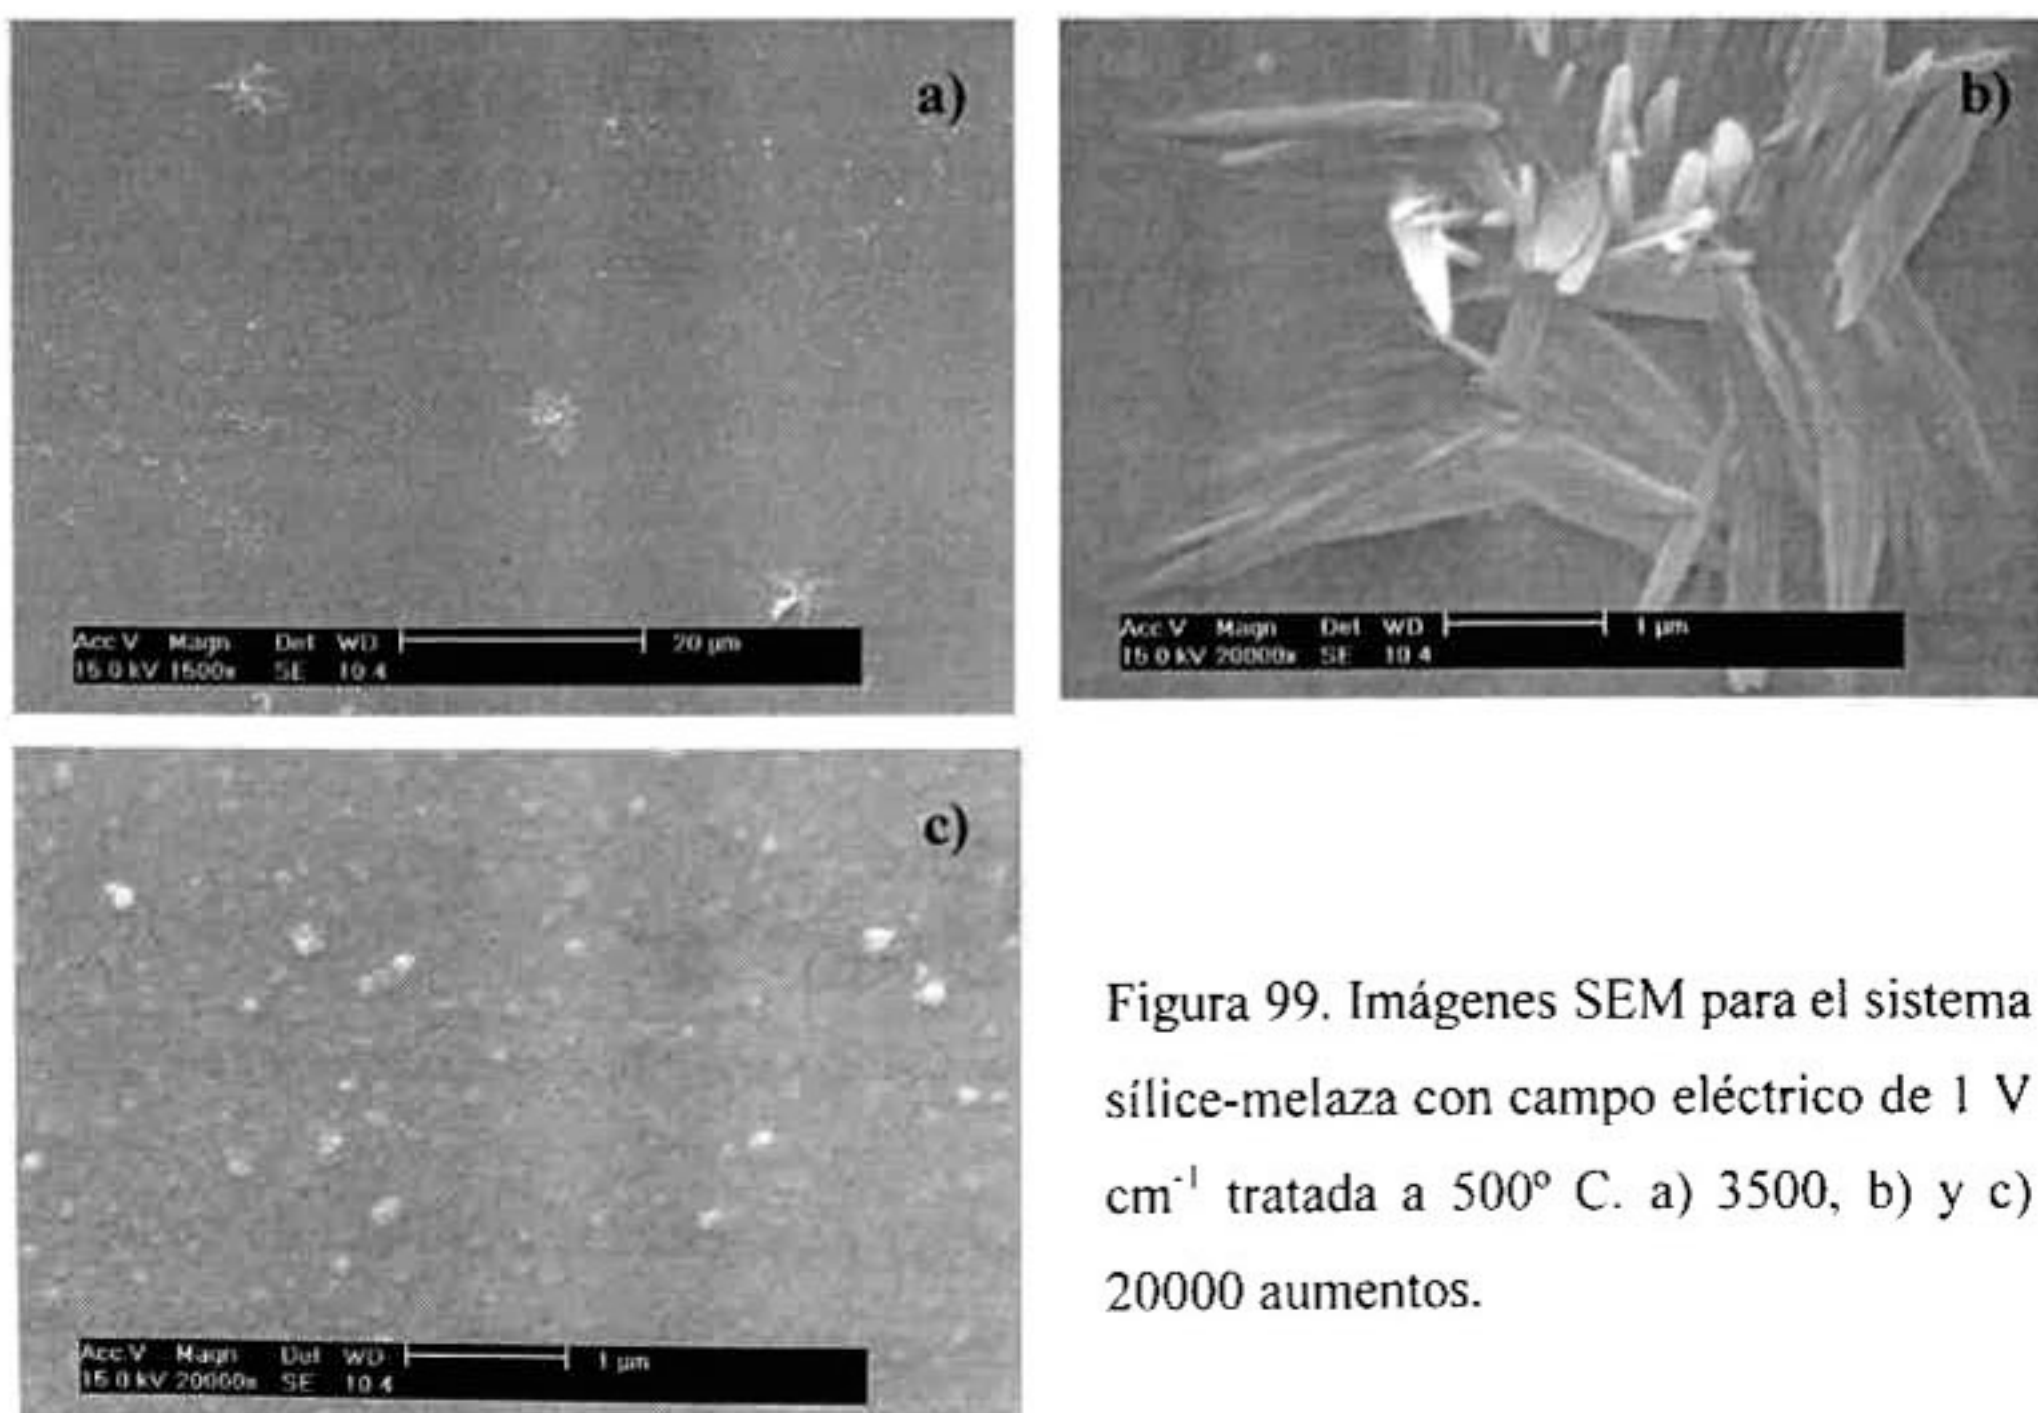 a)
Acc.V Magn Det WD 20 µm
15.0 kV 1500x SE 10.4
b)
Acc.V Magn Det WD 1 µm
15.0 kV 20000x SE 10.4
c)
Acc.V Magn Det WD 1 µm
15.0 kV 20000x SE 10.4
Figura 99. Imágenes SEM para el sistema
sílice-melaza con campo eléctrico de 1 V
cm⁻¹ tratada a 500º C. a) 3500, b) y c)
20000 aumentos.